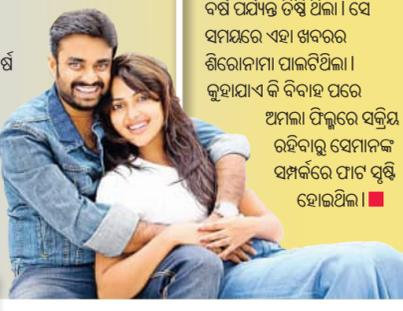 ବର୍ଷ ପର୍ଯ୍ୟନ୍ତ ତିଷ୍ଠି ଥିଲା । ସେ
ସମୟରେ ଏହା ଖବରର
ର୍ଷ
ଶିରୋନାମା ପାଲଟିଥିଲା ।
କୁହାଯାଏ କି ବିବାହ ପରେ
ଅମଲା ଫିଲ୍ମରେ ସକ୍ରିୟ
ରହିବାରୁ ସେମାନଙ୍କ
ସମ୍ପର୍କରେ ଫାଟ ସୃଷ୍ଟି
ହୋଇଥିଲା ।